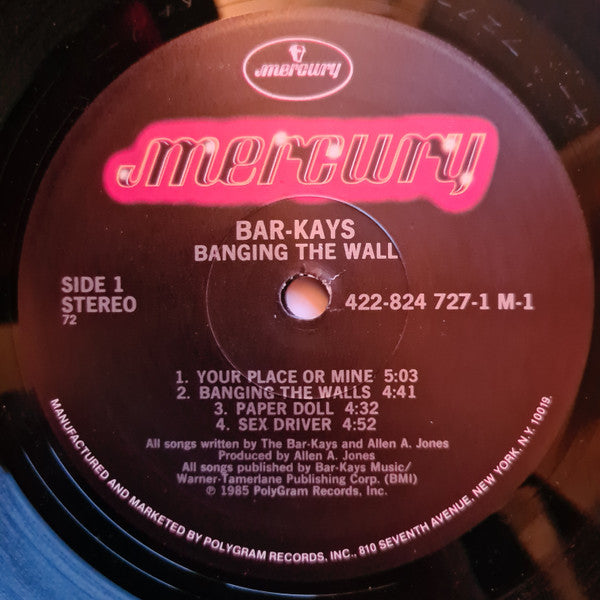 mercury
mercury
BAR-KAYS
BANGING THE WALL
SIDE 1
STEREO
72
422-824 727-1 M-1
1. YOUR PLACE OR MINE 5:03
2. BANGING THE WALLS 4:41
3. PAPER DOLL 4:32
4. SEX DRIVER 4:52
All songs written by The Bar-Kays and Allen A. Jones
Produced by Allen A. Jones
All songs published by Bar-Kays Music/
Warner-Tamerlane Publishing Corp. (BMI)
℗ 1985 PolyGram Records, Inc.
MANUFACTURED AND MARKETED BY POLYGRAM RECORDS, INC., 810 SEVENTH AVENUE, NEW YORK, N.Y. 10019.